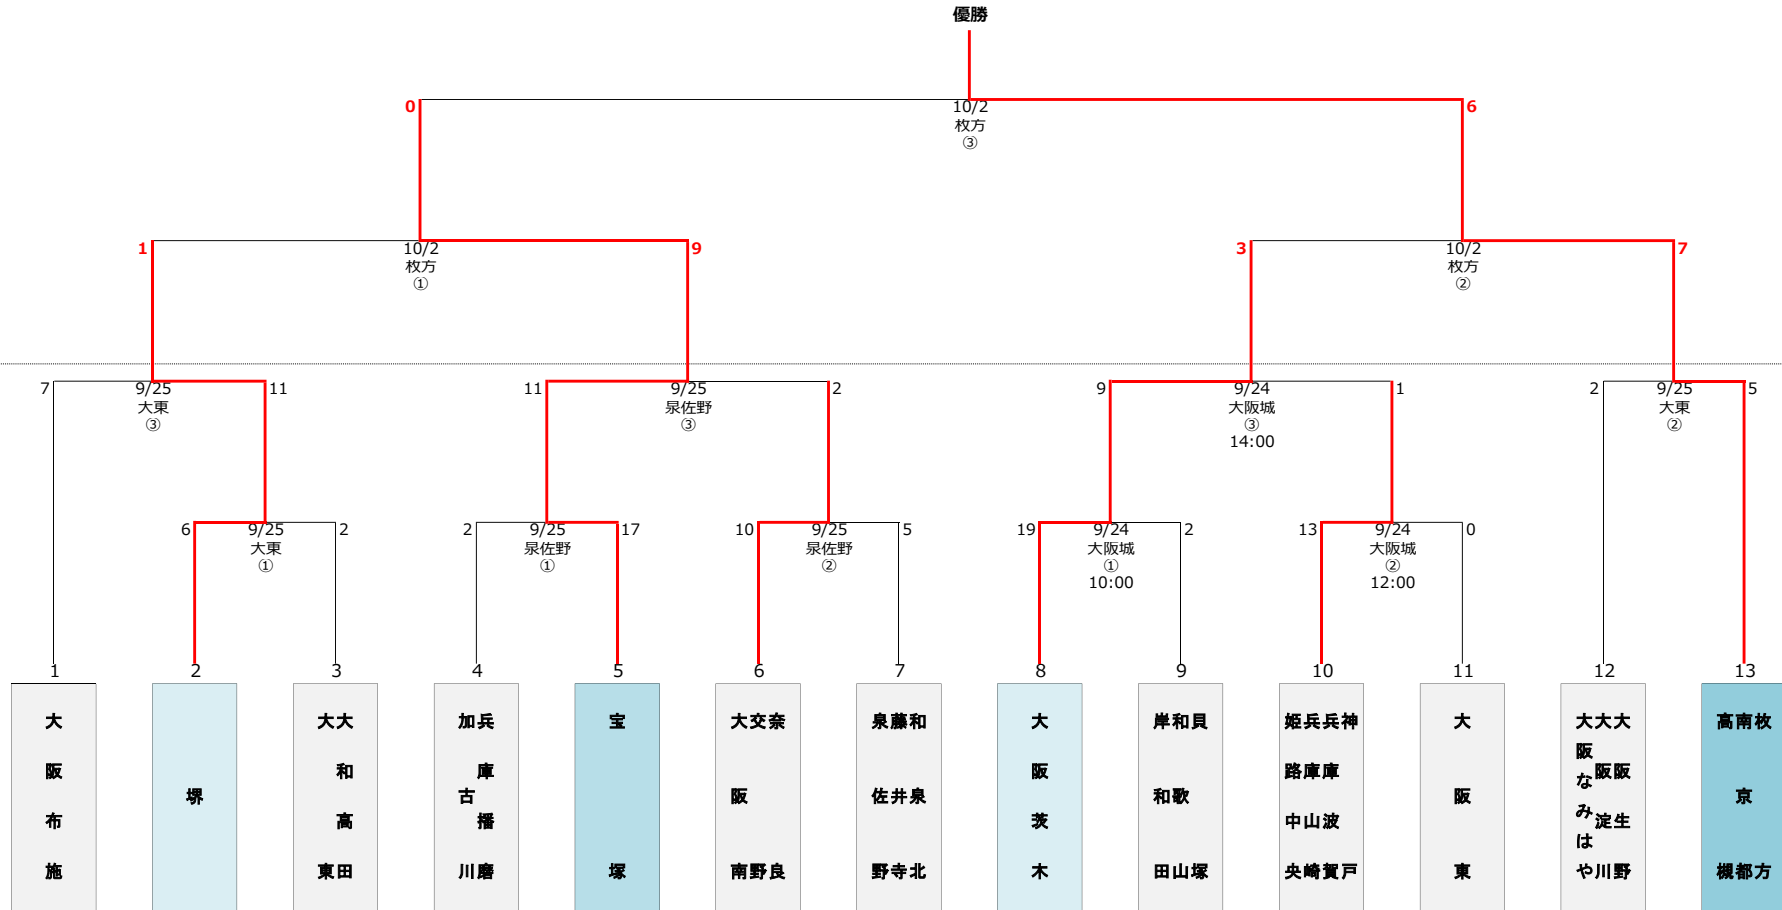 優勝
0
10/2
枚方
③
6
1
10/2
枚方
①
9
3
10/2
枚方
②
7
7
9/25
大東
③
11
11
9/25
泉佐野
③
2
9
9/24
大阪城
③
14:00
1
2
9/25
大東
②
5
6
9/25
大東
①
2
2
9/25
泉佐野
①
17
10
9/25
泉佐野
②
5
19
9/24
大阪城
①
10:00
2
13
9/24
大阪城
②
12:00
0
1
2
3
4
5
6
7
8
9
10
11
12
13
大阪布施
堺
大和高田
大東
兵庫播磨
加古川
宝塚
奈良
交野
大阪南
和泉北
藤井寺
泉佐野
大阪茨木
貝塚
和歌山
岸和田
神戸
兵庫波賀
兵庫山崎
姫路中央
大阪東
大阪生野
大阪淀川
大阪なみはや
枚方
南京都
高槻